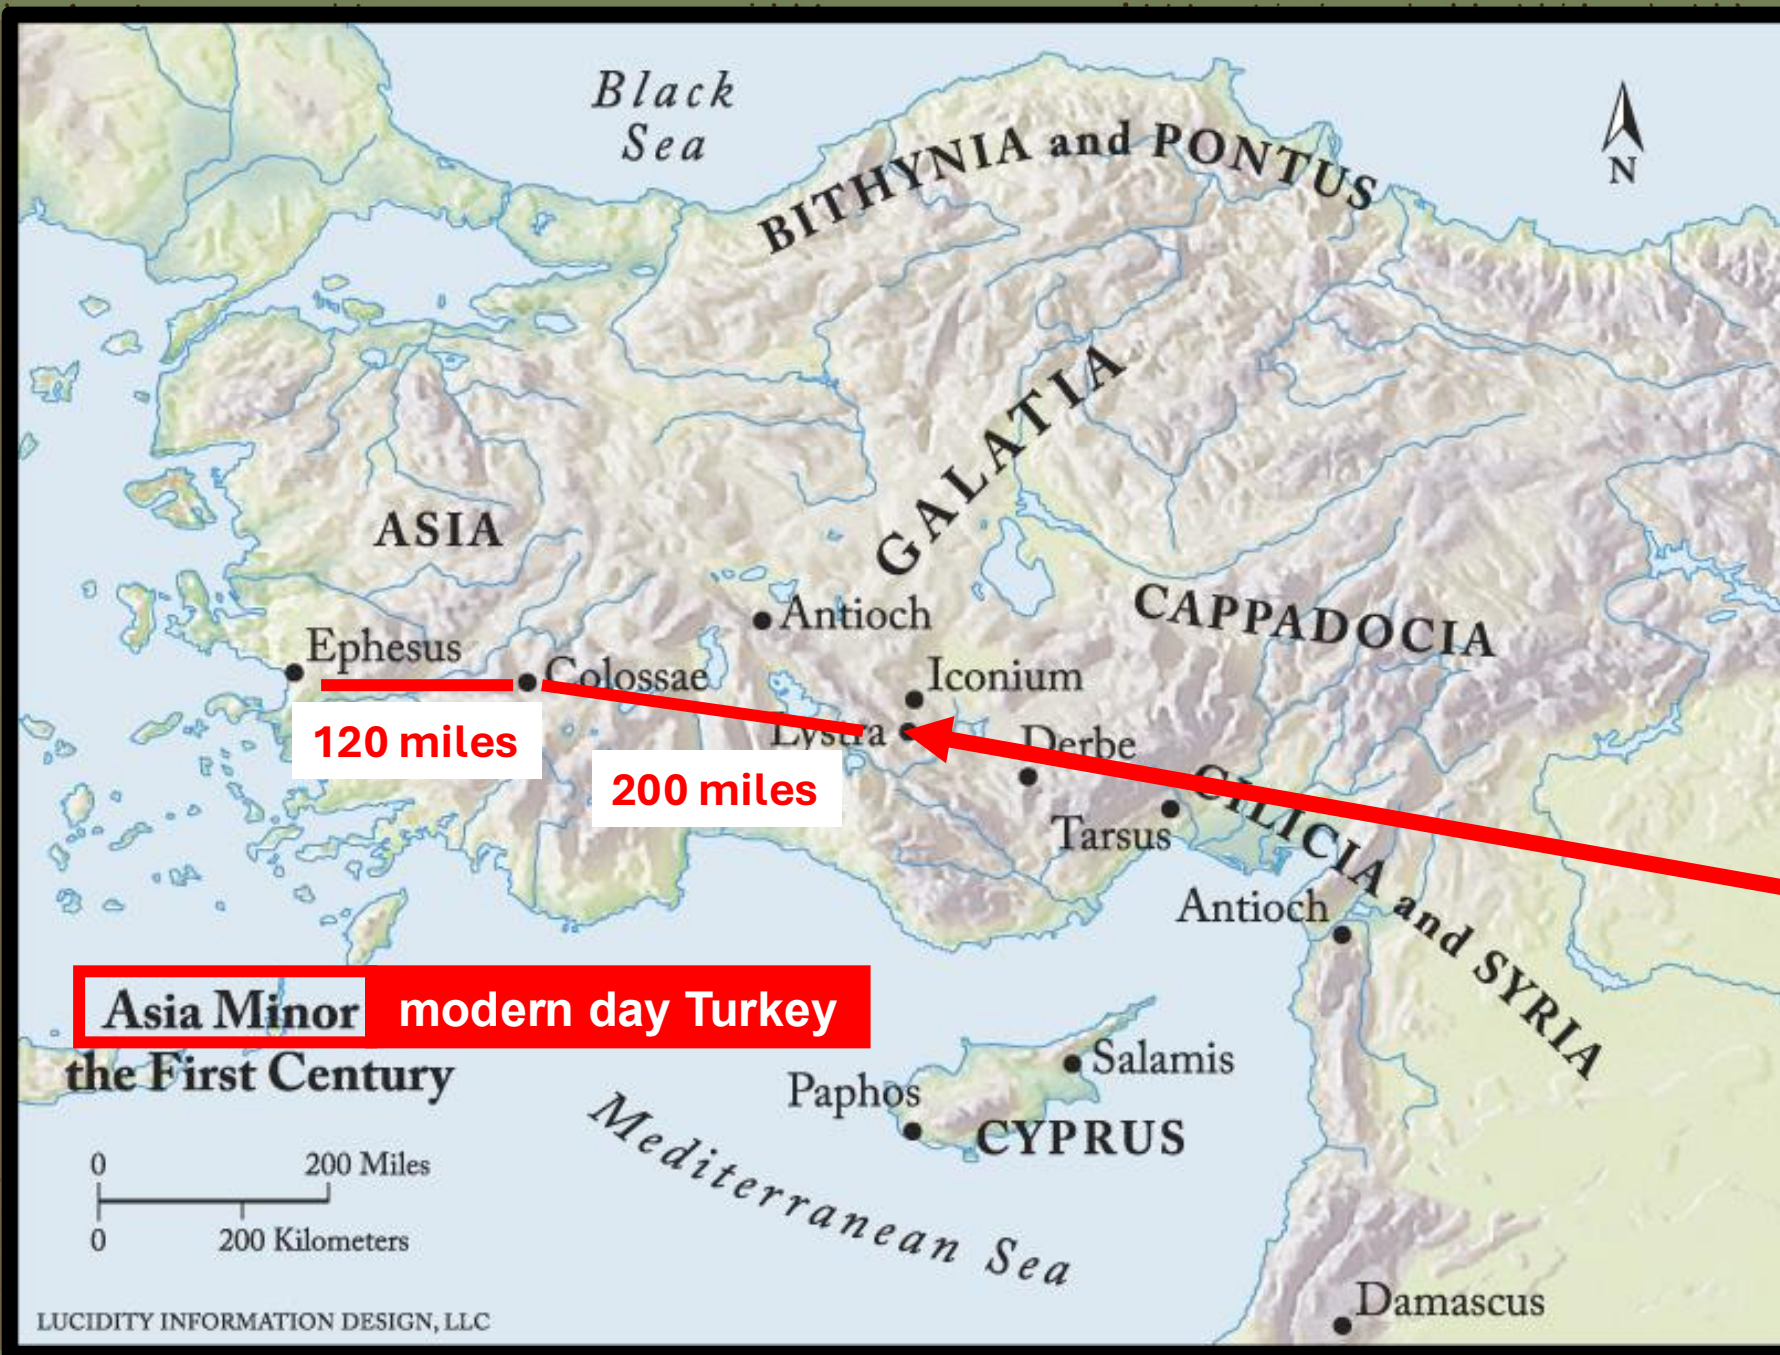 Black
Sea
BITHYNIA and PONTUS
N
GALATIA
ASIA
CAPPADOCIA
Antioch
Ephesus
Colossae
Iconium
Lystra
Derbe
120 miles
200 miles
CILICIA and SYRIA
Tarsus
Antioch
Asia Minor
modern day Turkey
the First Century
Salamis
Paphos
CYPRUS
Mediterranean Sea
0 200 Miles
0 200 Kilometers
Damascus
LUCIDITY INFORMATION DESIGN, LLC